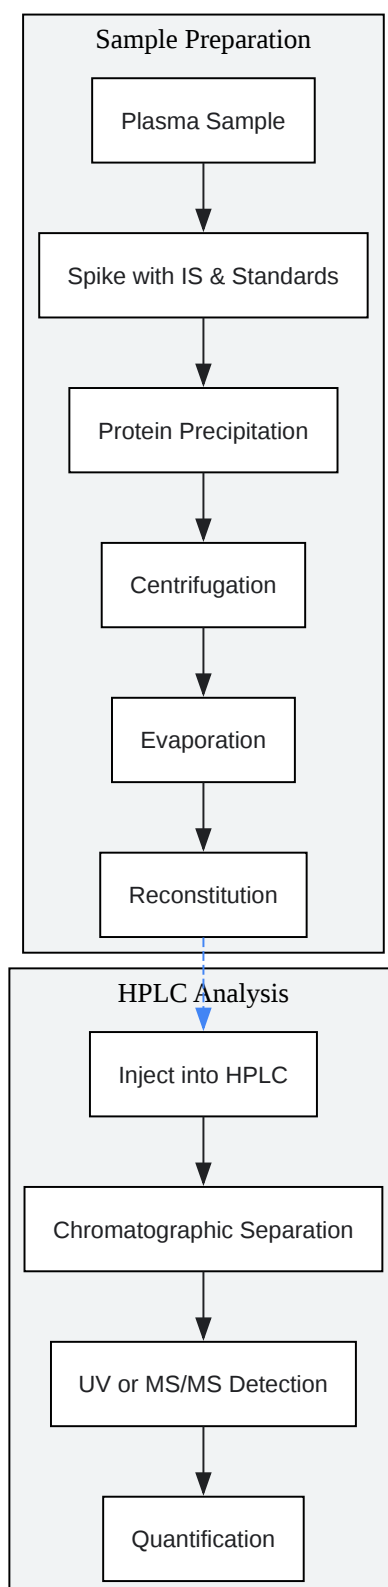 Sample Preparation
Plasma Sample
Spike with IS & Standards
Protein Precipitation
Centrifugation
Evaporation
Reconstitution
HPLC Analysis
Inject into HPLC
Chromatographic Separation
UV or MS/MS Detection
Quantification